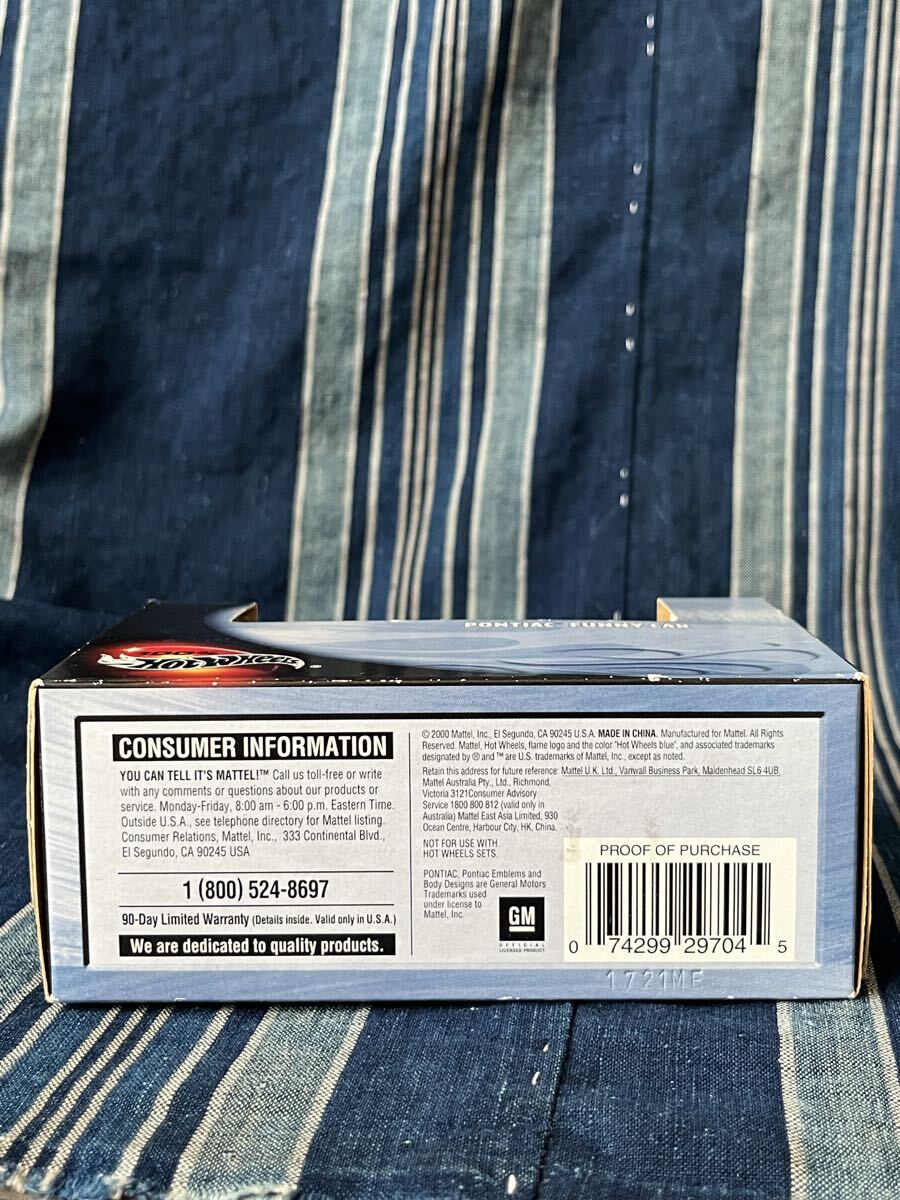 PONTIAC® FUNNY CAR
100%
HOT WHEELS®
CONSUMER INFORMATION
YOU CAN TELL IT'S MATTEL!™ Call us toll-free or write
with any comments or questions about our products or
service. Monday-Friday, 8:00 am - 6:00 p.m. Eastern Time.
Outside U.S.A., see telephone directory for Mattel listing.
Consumer Relations, Mattel, Inc., 333 Continental Blvd.,
El Segundo, CA 90245 USA
1 (800) 524-8697
90-Day Limited Warranty (Details inside. Valid only in U.S.A.)
We are dedicated to quality products.
© 2000 Mattel, Inc., El Segundo, CA 90245 U.S.A. MADE IN CHINA. Manufactured for Mattel. All Rights
Reserved. Mattel, Hot Wheels, flame logo and the color "Hot Wheels blue", and associated trademarks
designated by ® and ™ are U.S. trademarks of Mattel, Inc., except as noted.
Retain this address for future reference: Mattel U.K. Ltd., Vanwall Business Park, Maidenhead SL6 4UB.
Mattel Australia Pty., Ltd., Richmond,
Victoria 3121Consumer Advisory
Service 1800 800 812 (valid only in
Australia) Mattel East Asia Limited, 930
Ocean Centre, Harbour City, HK, China.
NOT FOR USE WITH
HOT WHEELS SETS.
PONTIAC, Pontiac Emblems and
Body Designs are General Motors
Trademarks used
under license to
Mattel, Inc.
GM
OFFICIAL
LICENSED PRODUCT
PROOF OF PURCHASE
0 74299 29704 5
1721ME